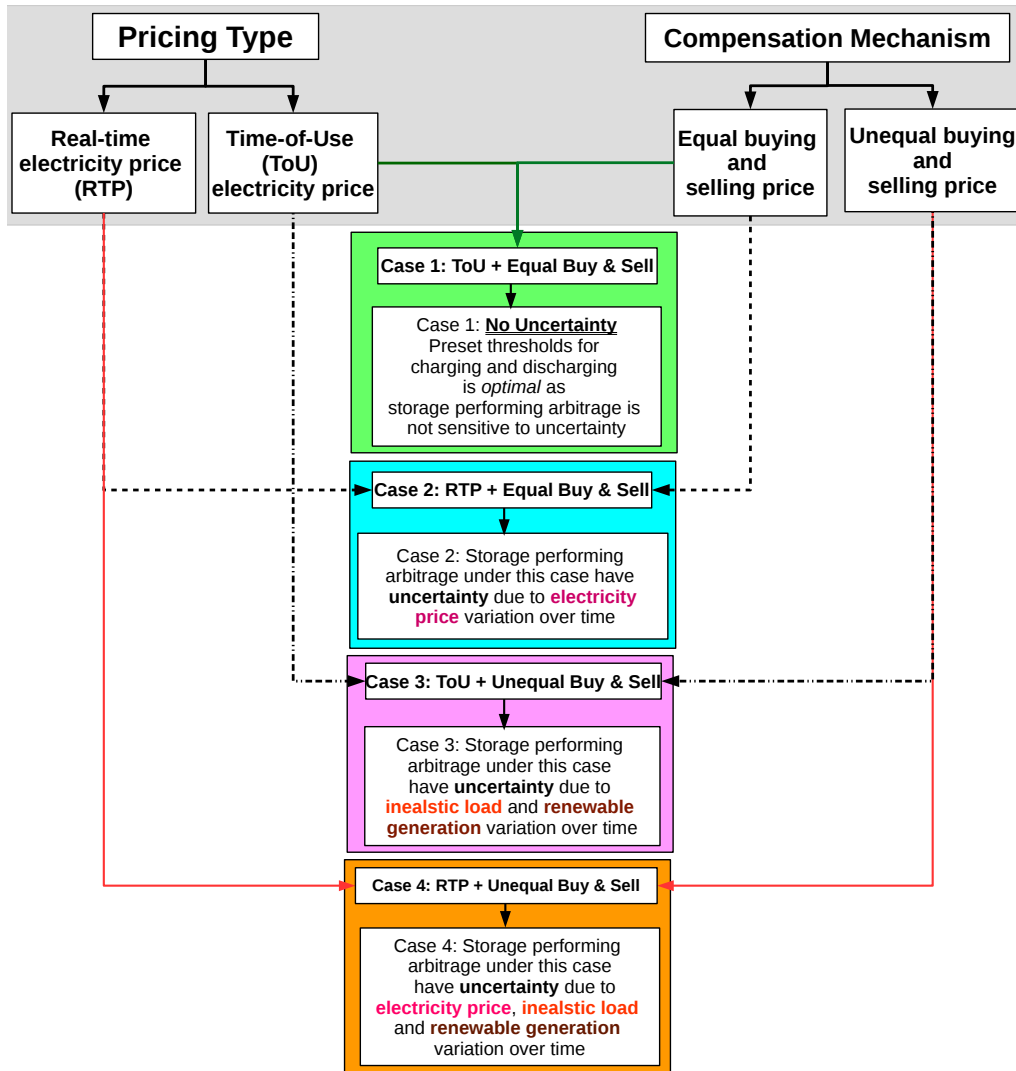 Pricing Type
Compensation Mechanism
Real-time
electricity price
(RTP)
Time-of-Use
(ToU)
electricity price
Equal buying
and
selling price
Unequal buying
and
selling price
Case 1: ToU + Equal Buy & Sell
Case 1: No Uncertainty
Preset thresholds for
charging and discharging
is optimal as
storage performing arbitrage is
not sensitive to uncertainty
Case 2: RTP + Equal Buy & Sell
Case 2: Storage performing
arbitrage under this case have
uncertainty due to electricity
price variation over time
Case 3: ToU + Unequal Buy & Sell
Case 3: Storage performing
arbitrage under this case
have uncertainty due to
inealstic load and renewable
generation variation over time
Case 4: RTP + Unequal Buy & Sell
Case 4: Storage performing
arbitrage under this case
have uncertainty due to
electricity price, inealstic load
and renewable generation
variation over time